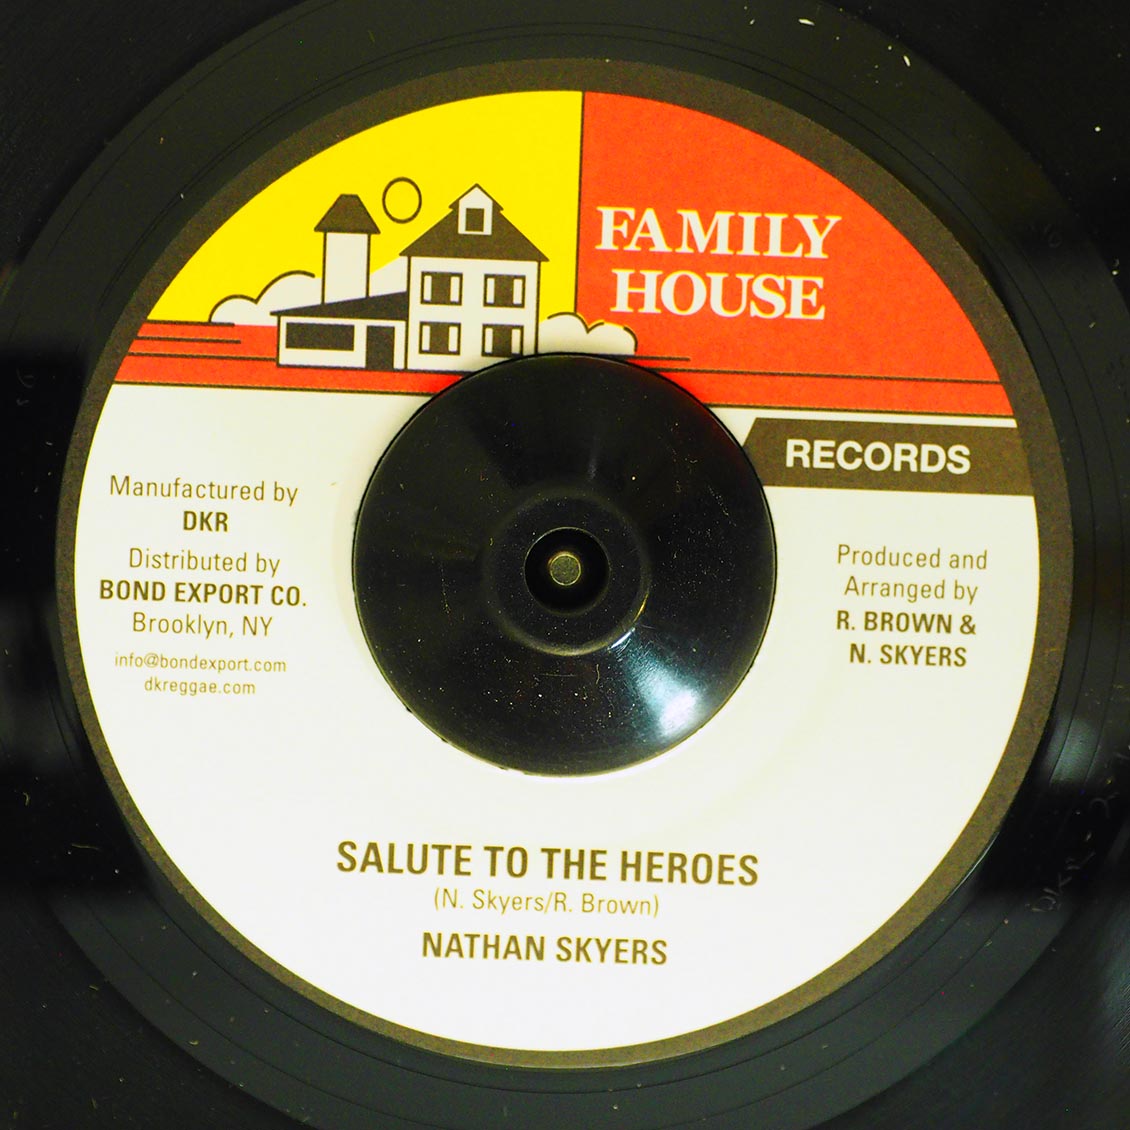 FAMILY
HOUSE
RECORDS
Manufactured by
DKR
Distributed by
BOND EXPORT CO.
Brooklyn, NY
info@bondexport.com
dkreggae.com
Produced and
Arranged by
R. BROWN &
N. SKYERS
SALUTE TO THE HEROES
(N. Skyers/R. Brown)
NATHAN SKYERS